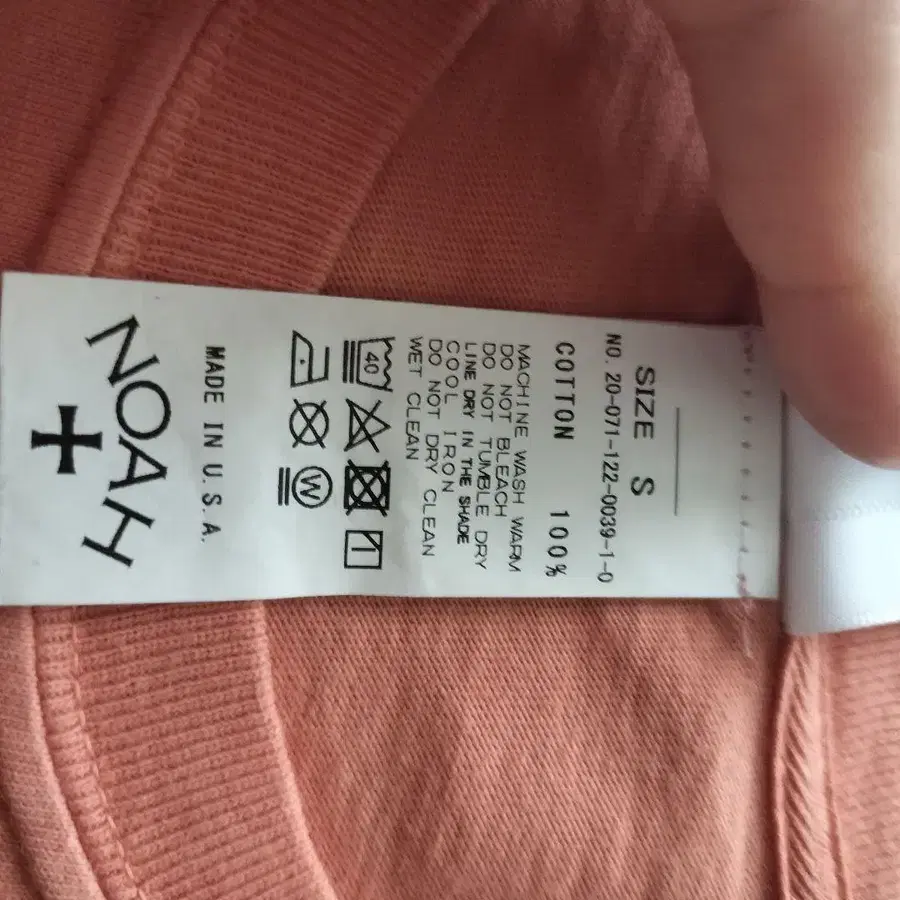 SIZE S
NO. 20-071-122-0039-1-0
COTTON 100%
MACHINE WASH WARM
DO NOT BLEACH
DO NOT TUMBLE DRY
LINE DRY IN THE SHADE
COOL IRON
DO NOT DRY CLEAN
WET CLEAN
40
W
MADE IN U.S.A.
NOAH